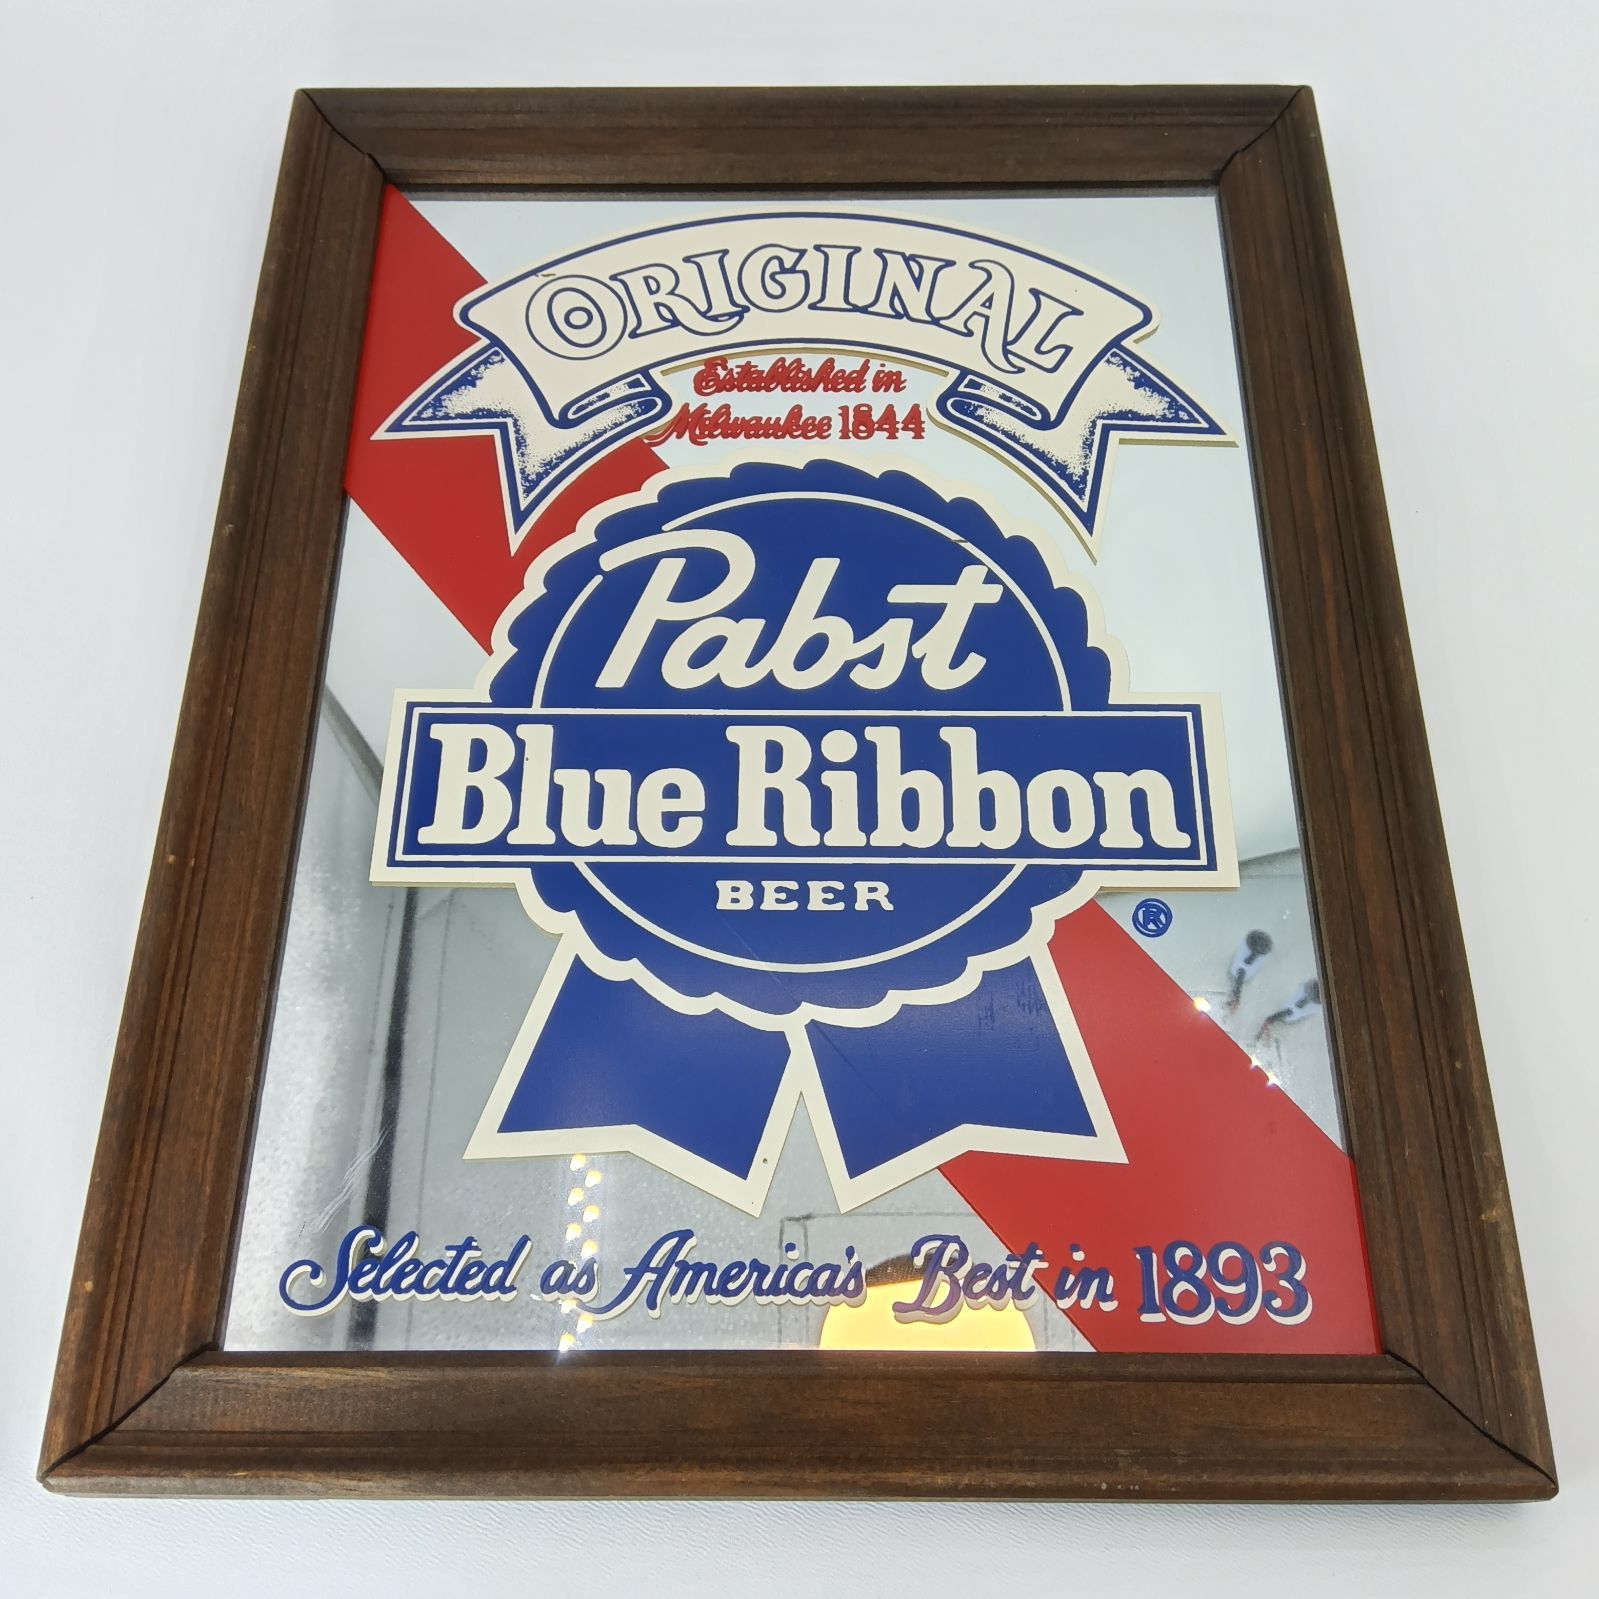 ORIGINAL
Established in
Milwaukee 1844
Pabst
Blue Ribbon
BEER
®
Selected as America's Best in 1893